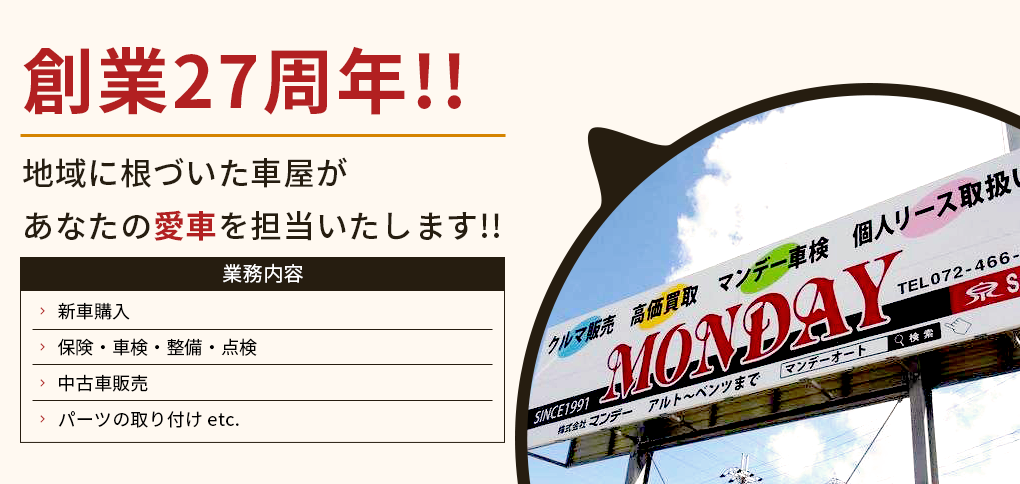 創業27周年!!
地域に根づいた車屋が
あなたの愛車を担当いたします!!
業務内容
新車購入
保険・車検・整備・点検
中古車販売
パーツの取り付け etc.
クルマ販売 高価買取 マンデー車検 個人リース取扱い
MONDAY
TEL072-466-
SINCE1991
株式会社マンデー アルト〜ベンツまで マンデーオート 検索